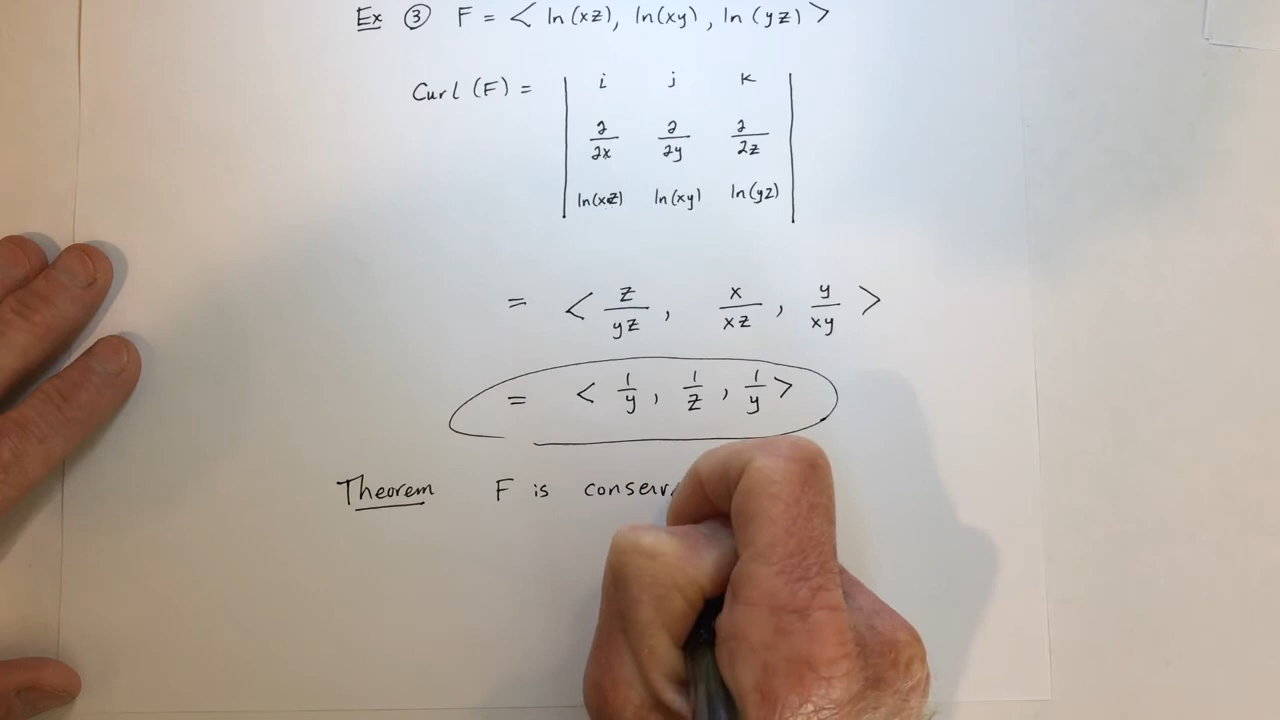 Ex ③ F = < ln(xz), ln(xy), ln(yz) >
Curl (F) = | i j k
∂/∂x ∂/∂y ∂/∂z
ln(xz) ln(xy) ln(yz) |
= < z/yz, x/xz, y/xy >
= < 1/y, 1/z, 1/y >
Theorem F is conserv